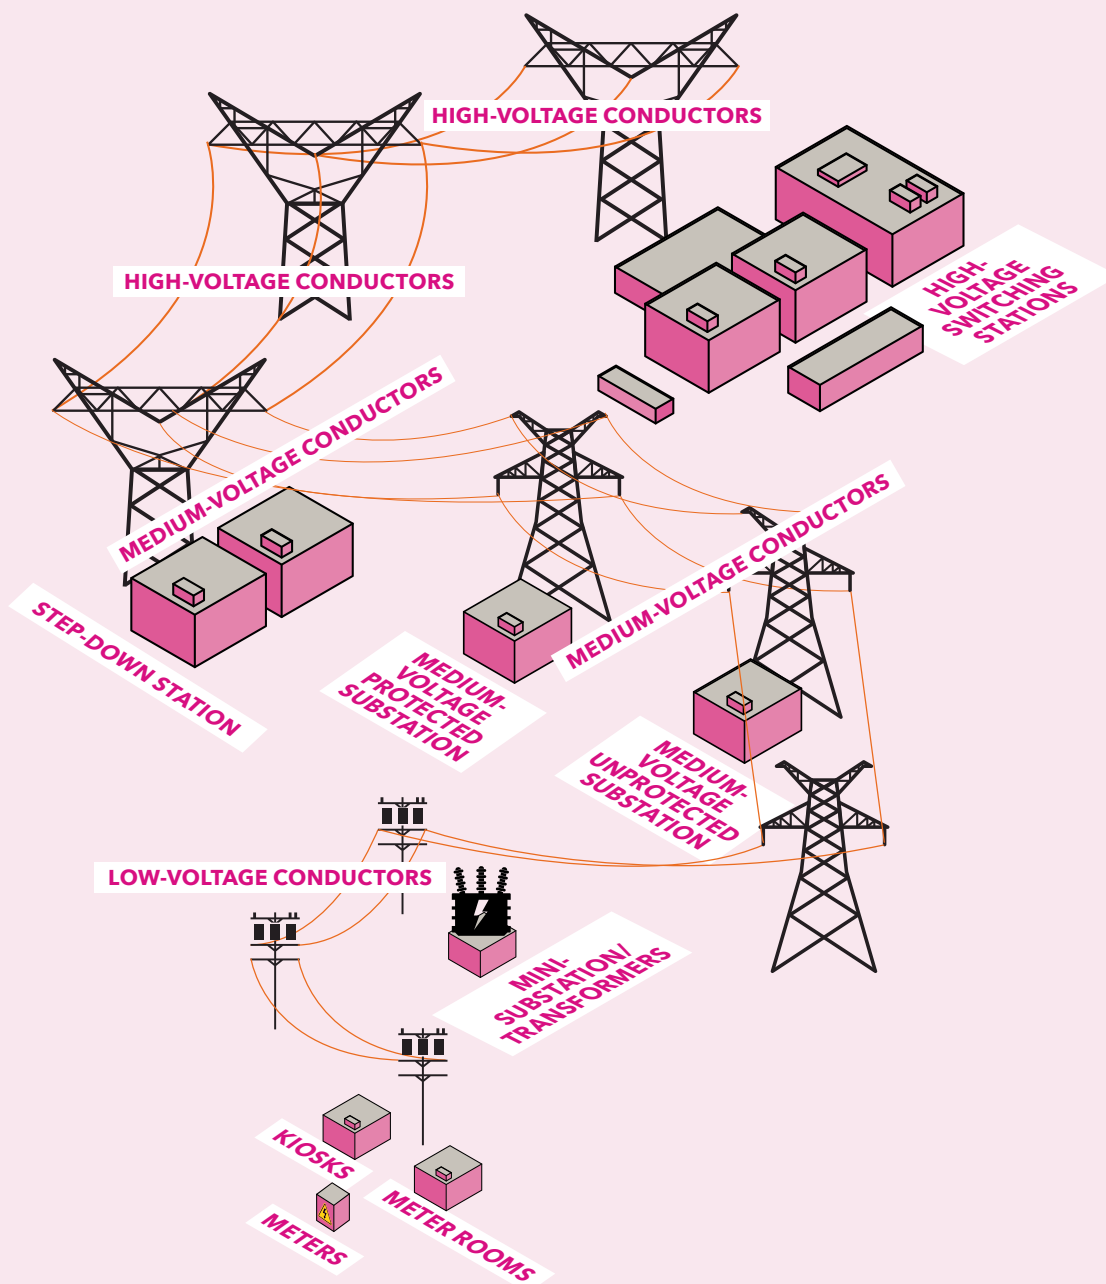 HIGH-VOLTAGE CONDUCTORS
HIGH-VOLTAGE CONDUCTORS
HIGH-
VOLTAGE
SWITCHING
STATIONS
MEDIUM-VOLTAGE CONDUCTORS
MEDIUM-VOLTAGE CONDUCTORS
STEP-DOWN STATION
MEDIUM-
VOLTAGE
PROTECTED
SUBSTATION
MEDIUM-
VOLTAGE
UNPROTECTED
SUBSTATION
LOW-VOLTAGE CONDUCTORS
MINI-
SUBSTATION/
TRANSFORMERS
KIOSKS
METERS
METER ROOMS